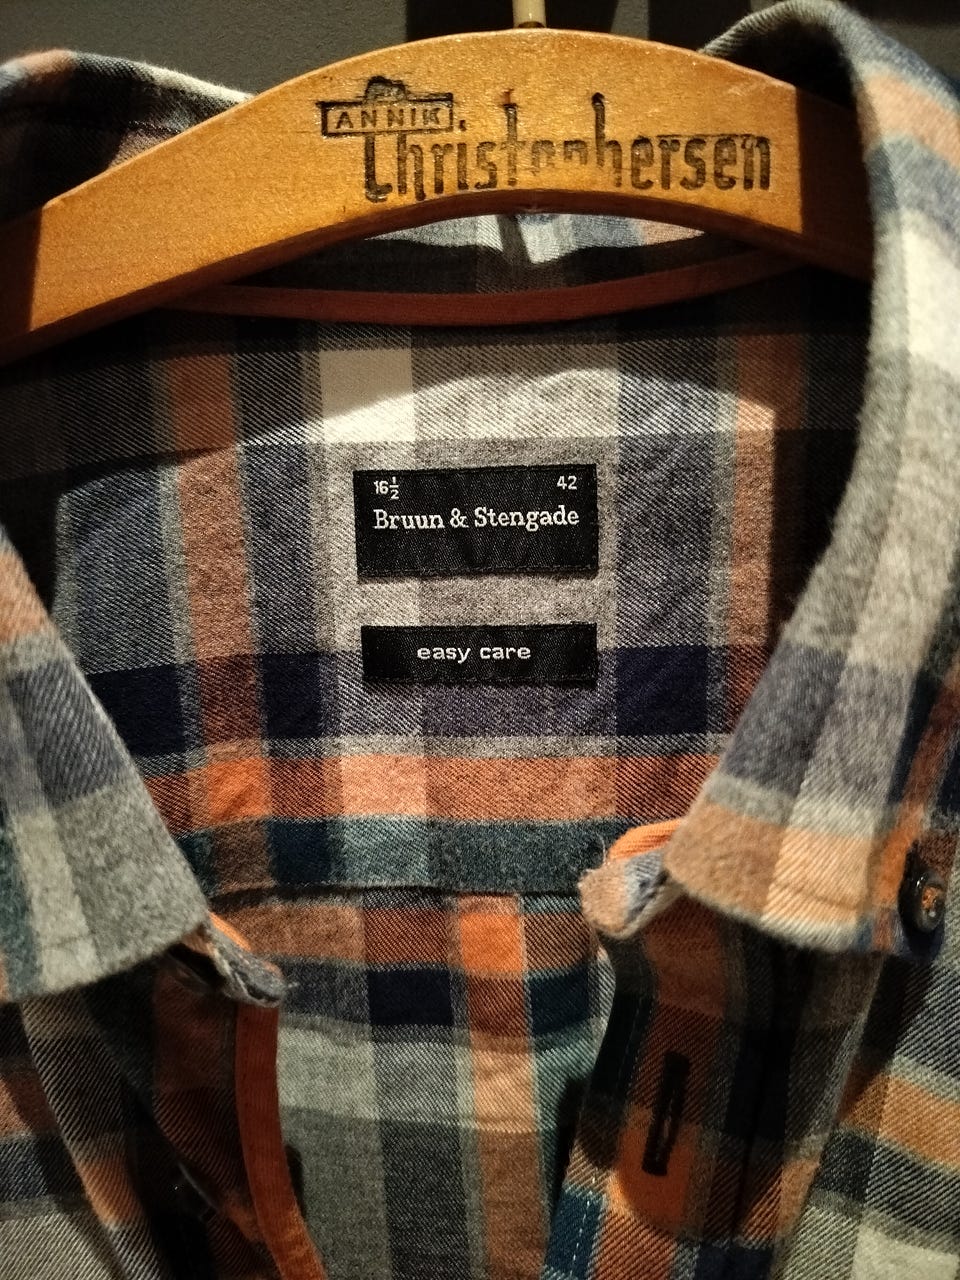 ANNIK
Christophersen
16½ 42
Bruun & Stengade
easy care